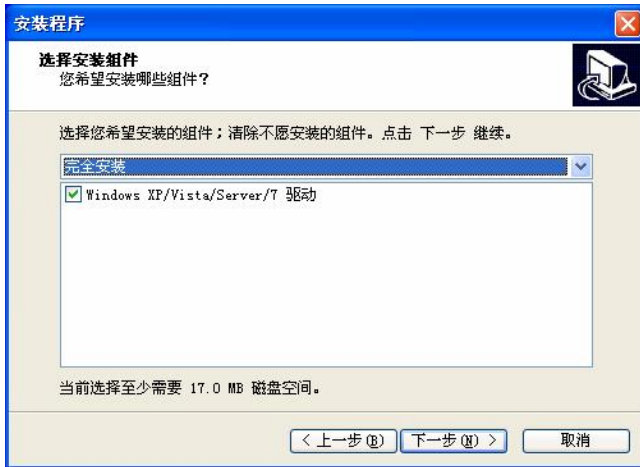 安装程序
选择安装组件
您希望安装哪些组件？
选择您希望安装的组件；清除不愿安装的组件。点击 下一步 继续。
完全安装
Windows XP/Vista/Server/7 驱动
当前选择至少需要 17.0 MB 磁盘空间。
< 上一步(B)
下一步(N) >
取消